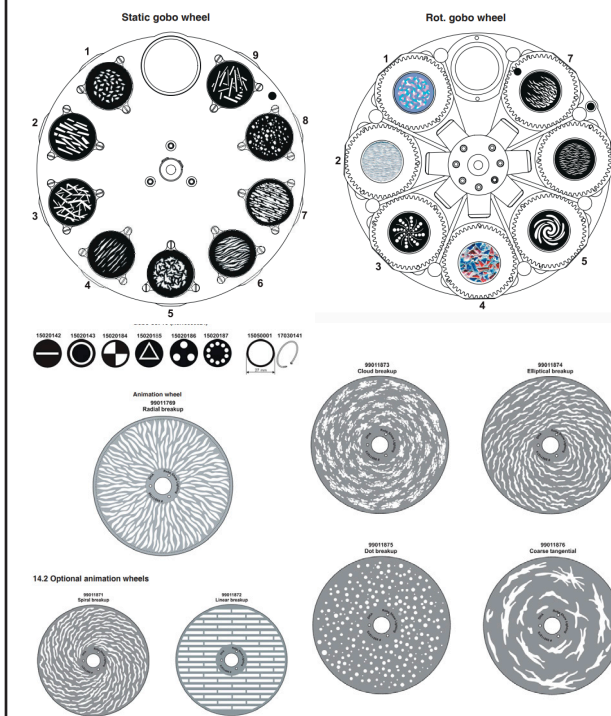 Static gobo wheel
1
9
2
8
3
7
4
6
5
Rot. gobo wheel
1
7
2
3
5
4
15020142 15020143 15020184 15020185 15020186 15020187 15050001 17030141
Animation wheel
99011769
Radial breakup
99011873
Cloud breakup
99011874
Elliptical breakup
14.2 Optional animation wheels
99011871
Spiral breakup
99011872
Linear breakup
99011875
Dot breakup
99011876
Coarse tangential